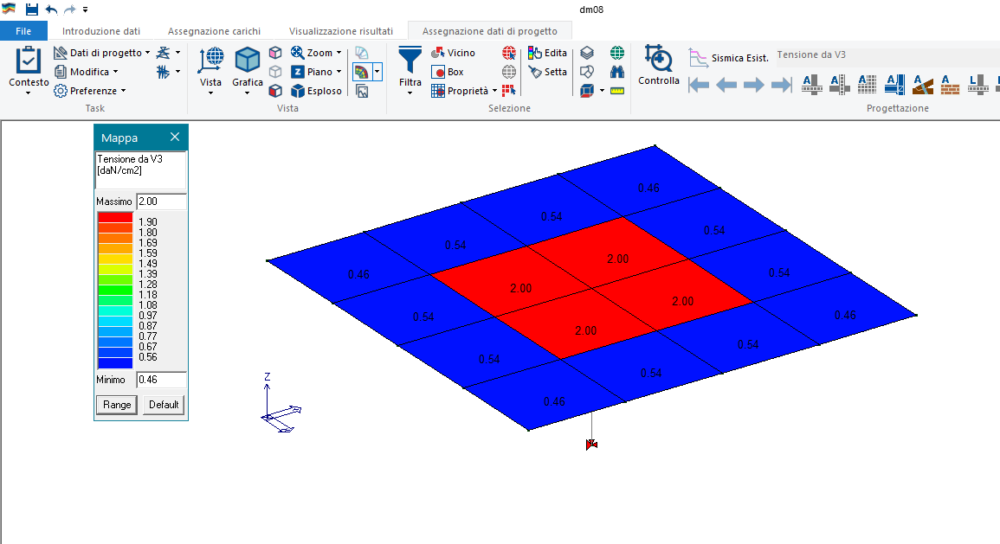 dm08
File Introduzione dati Assegnazione carichi Visualizzazione risultati Assegnazione dati di progetto
Contesto
Dati di progetto
Modifica
Preferenze
Task
Vista
Grafica
Zoom
Piano
Esploso
Vista
Filtra
Vicino
Box
Proprietà
Edita
Setta
Selezione
Controlla
Sismica Esist. Tensione da V3
Progettazione
Mappa
Tensione da V3
[daN/cm2]
Massimo 2.00
1.90
1.80
1.69
1.59
1.49
1.39
1.28
1.18
1.08
0.97
0.87
0.77
0.67
0.56
Minimo 0.46
Range Default
0.46
0.54
0.54
0.54
0.46
2.00
0.54
2.00
0.54
2.00
0.46
0.54
2.00
0.54
0.54
0.46
Z